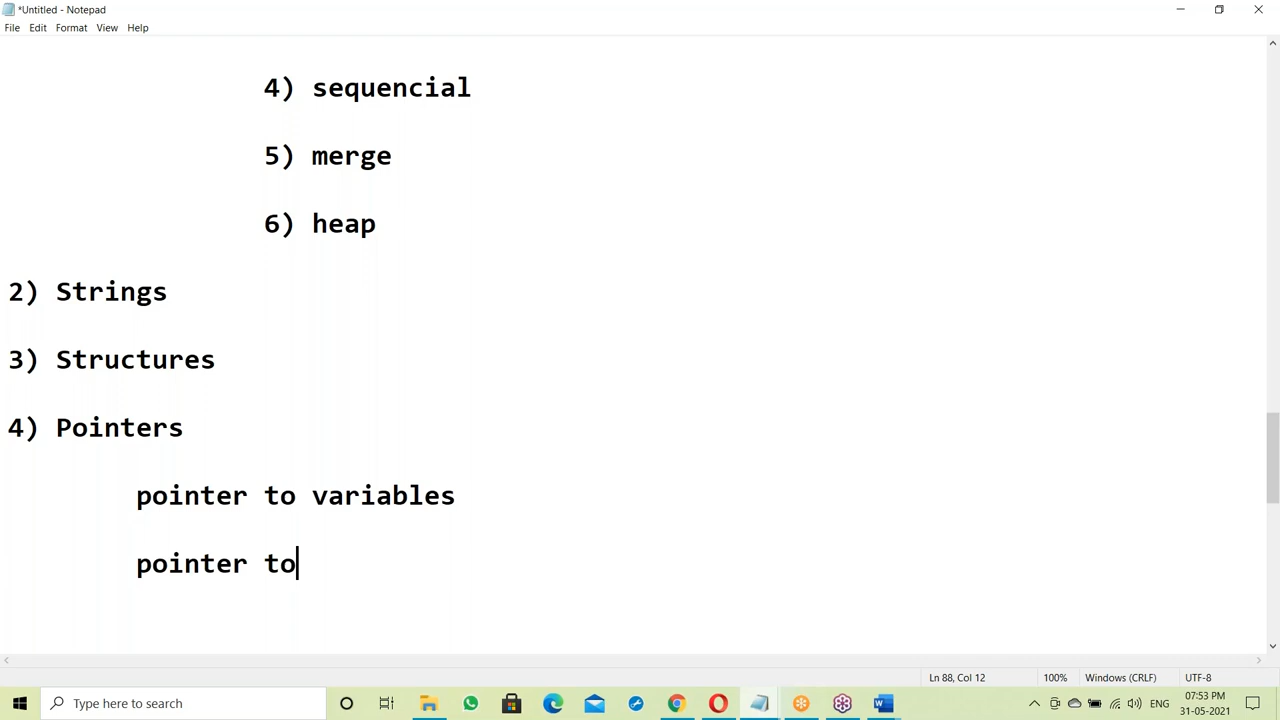 *Untitled - Notepad
File Edit Format View Help
4) sequencial
5) merge
6) heap
2) Strings
3) Structures
4) Pointers
pointer to variables
pointer to
Ln 88, Col 12 100% Windows (CRLF) UTF-8
Type here to search
ENG
07:53 PM
31-05-2021